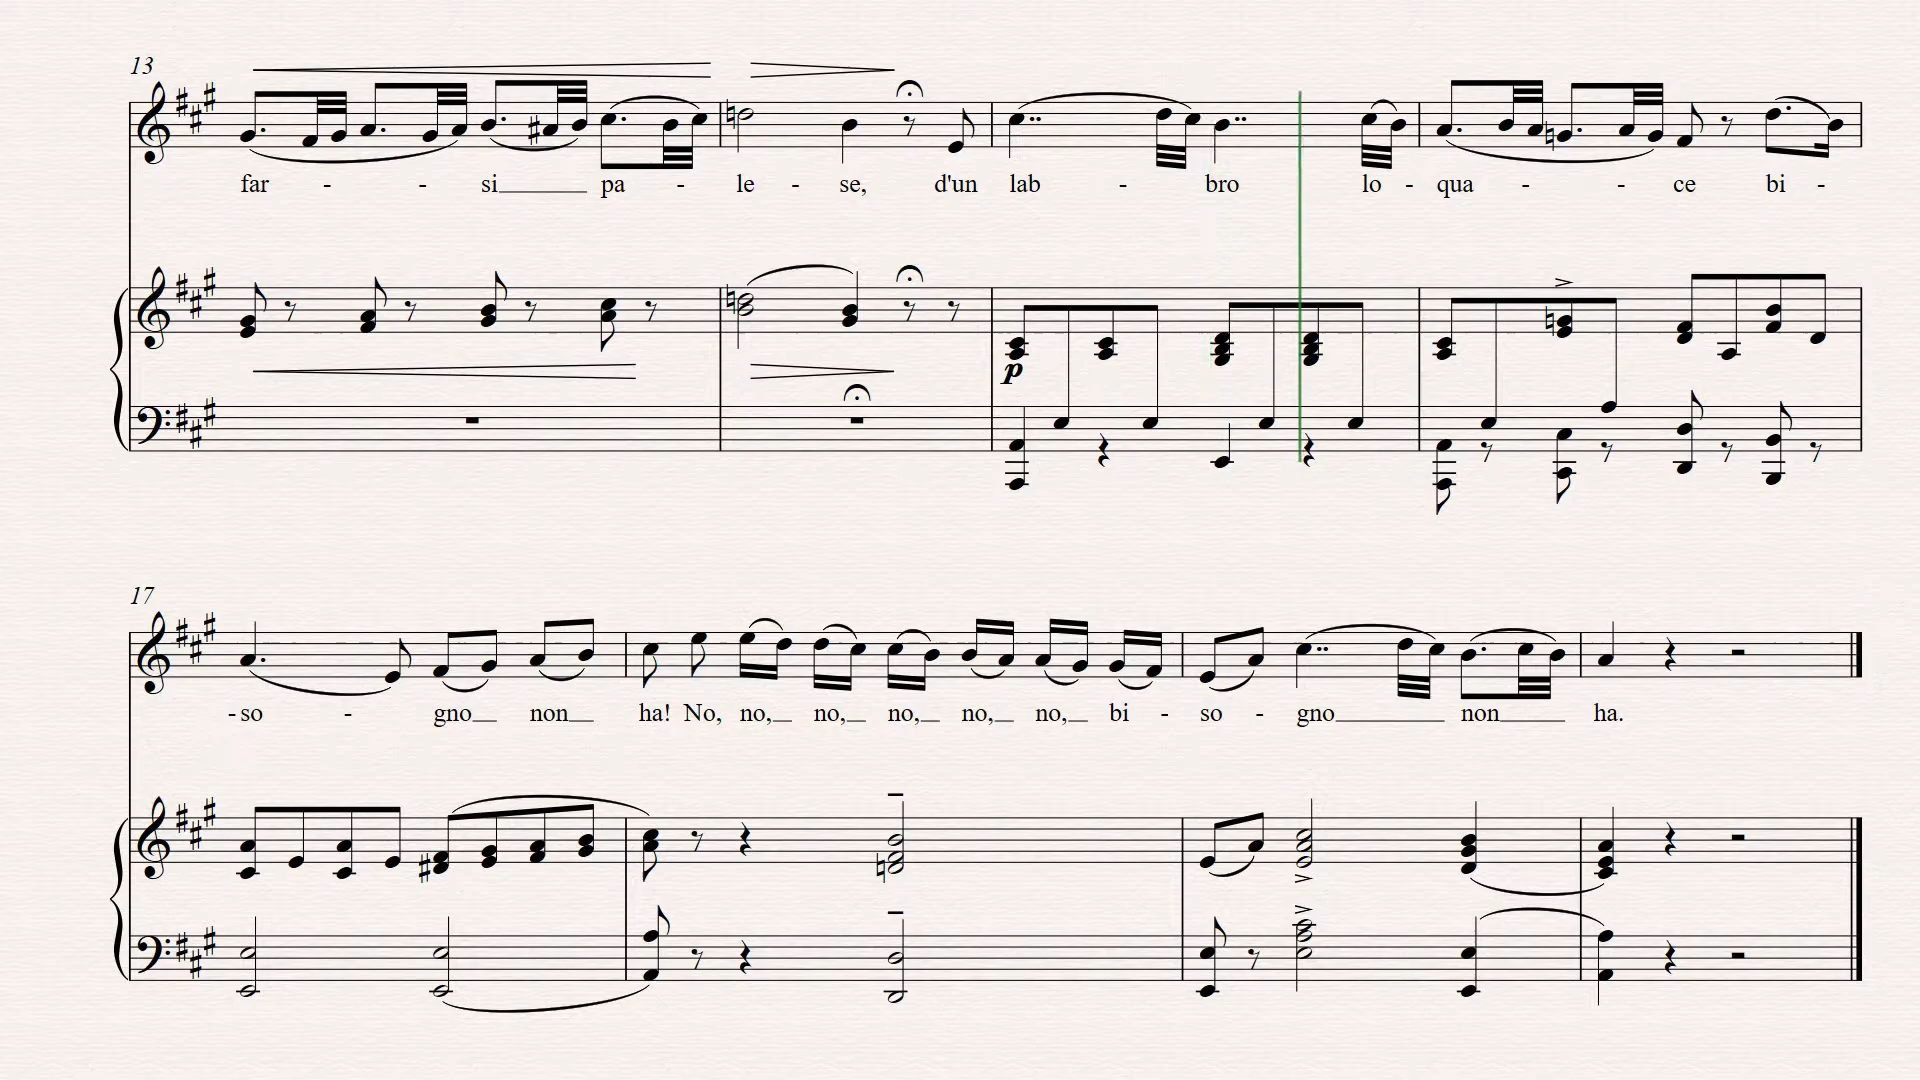 13
far - - si pa - le - se, d'un lab - bro lo - qua - - ce bi -
p
17
- so - gno non ha! No, no, no, no, no, no, bi - so - gno non ha.